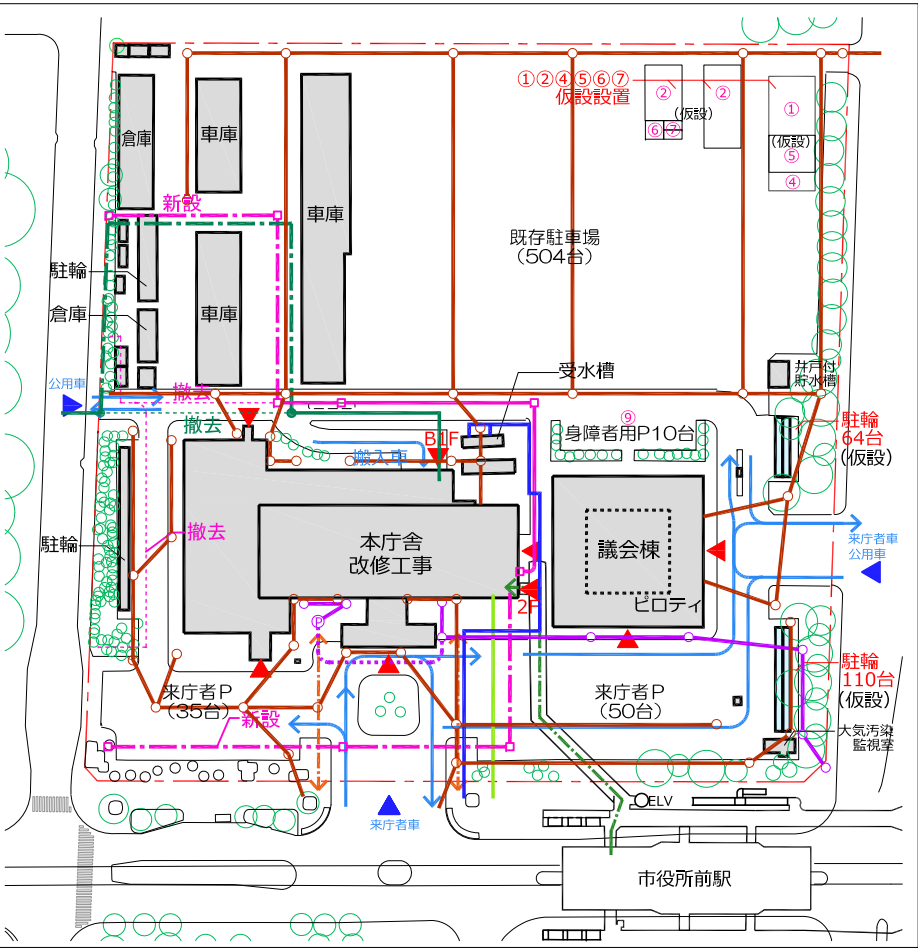 ①②④⑤⑥⑦
仮設設置
②
②
(仮設)
⑥
⑦
①
(仮設)
⑤
④
倉庫
車庫
車庫
新設
既存駐車場
(504台)
駐輪
倉庫
車庫
公用車
撤去
撤去
受水槽
井戸付
貯水槽
⑨
身障者用P10台
B1F
搬入車
駐輪
64台
(仮設)
撤去
駐輪
本庁舎
改修工事
議会棟
来庁者車
公用車
2F
ピロティ
P
来庁者P
(35台)
新設
来庁者P
(50台)
駐輪
110台
(仮設)
大気汚染
監視室
来庁者車
ELV
市役所前駅